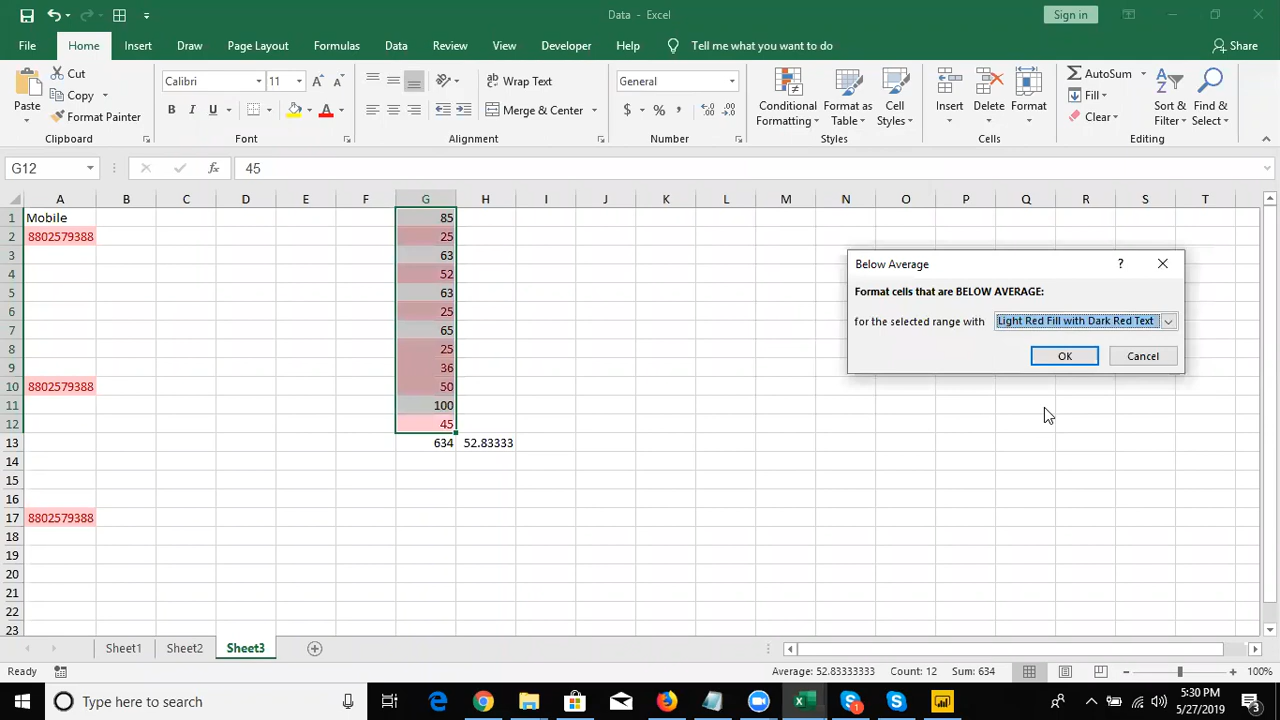 Data - Excel
Sign in
File Home Insert Draw Page Layout Formulas Data Review View Developer Help Tell me what you want to do Share
Paste
Cut
Copy
Format Painter
Clipboard
Calibri 11
B I U
Font
Wrap Text
Merge & Center
Alignment
General
$ % ,
Number
Conditional Formatting
Format as Table
Cell Styles
Styles
Insert Delete Format
Cells
AutoSum
Fill
Clear
Sort & Filter
Find & Select
Editing
G12 fx 45
A B C D E F G H I J K L M N O P Q R S T
1 Mobile 85
2 8802579388 25
3 63
4 52
5 63
6 25
7 65
8 25
9 36
10 8802579388 50
11 100
12 45
13 634 52.83333
14
15
16
17 8802579388
18
19
20
21
22
23
Below Average ?
Format cells that are BELOW AVERAGE:
for the selected range with Light Red Fill with Dark Red Text
OK Cancel
Sheet1 Sheet2 Sheet3
Ready Average: 52.83333333 Count: 12 Sum: 634 100%
Type here to search
5:30 PM
5/27/2019
1
3